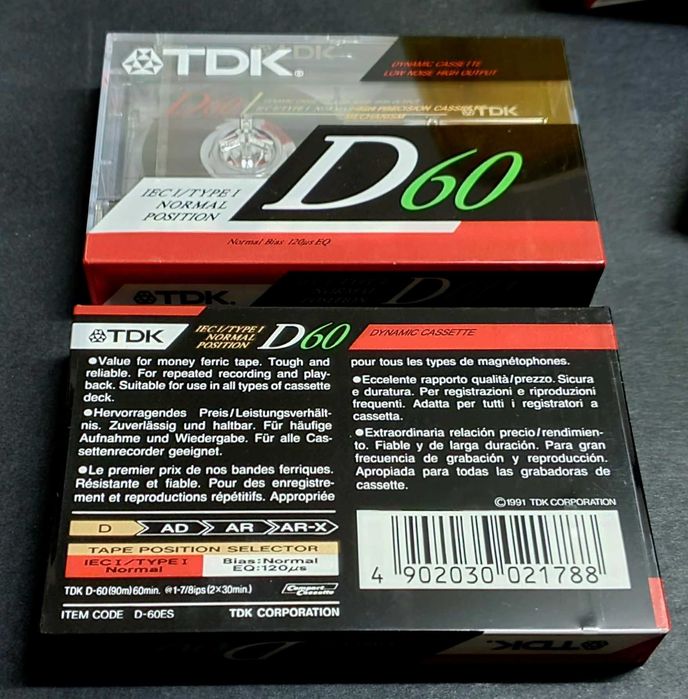 TDK®
DYNAMIC CASSETTE
LOW NOISE HIGH OUTPUT
D60
TDK
MECHANISM
IEC I/TYPE I
NORMAL
POSITION
D60
Normal Bias 120µs EQ
TDK.
D
TDK
IEC I/TYPE I
NORMAL
POSITION
D60
DYNAMIC CASSETTE
●Value for money ferric tape. Tough and
reliable. For repeated recording and play-
back. Suitable for use in all types of cassette
deck.
●Hervorragendes Preis/Leistungsverhält-
nis. Zuverlässig und haltbar. Für häufige
Aufnahme und Wiedergabe. Für alle Cas-
settenrecorder geeignet.
●Le premier prix de nos bandes ferriques.
Résistante et fiable. Pour des enregistre-
ment et reproductions répétitifs. Appropriée
pour tous les types de magnétophones.
●Eccelente rapporto qualità/prezzo. Sicura
e duratura. Per registrazioni e riproduzioni
frequenti. Adatta per tutti i registratori a
cassetta.
●Extraordinaria relación precio/rendimien-
to. Fiable y de larga duración. Para gran
frecuencia de grabación y reproducción.
Apropiada para todas las grabadoras de
cassette.
©1991 TDK CORPORATION
D AD AR AR-X
TAPE POSITION SELECTOR
IEC I/TYPE I
Normal
Bias:Normal
EQ:120µs
TDK D-60(90m)60min. @1-7/8ips(2×30min.)
Compact Cassette
ITEM CODE D-60ES TDK CORPORATION
4 902030 021788